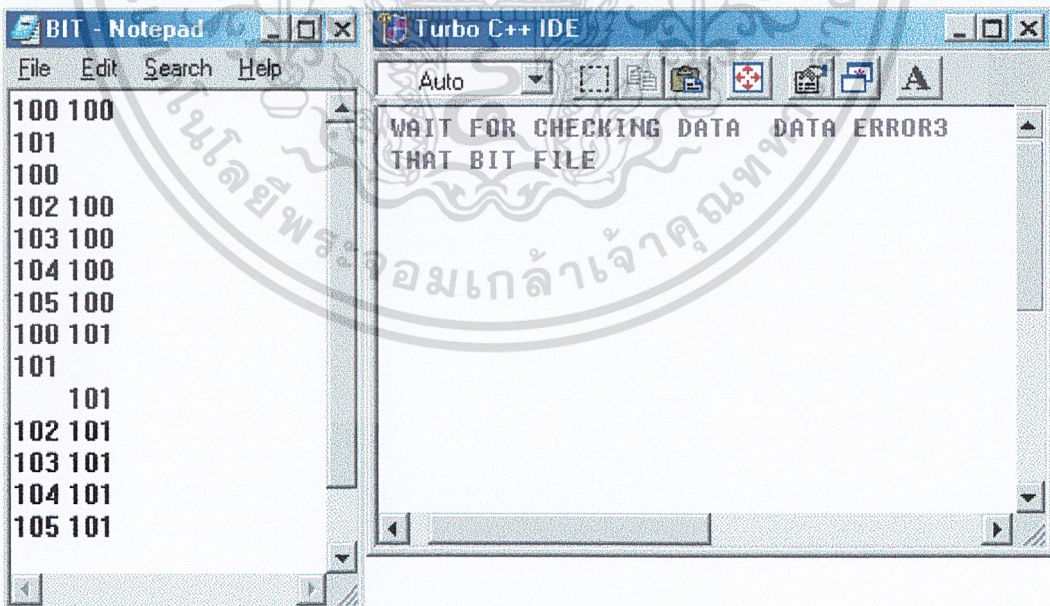 BIT - Notepad
File Edit Search Help
100 100
101
100
102 100
103 100
104 100
105 100
100 101
101
101
102 101
103 101
104 101
105 101
Turbo C++ IDE
Auto
A
WAIT FOR CHECKING DATA DATA ERROR3
THAT BIT FILE